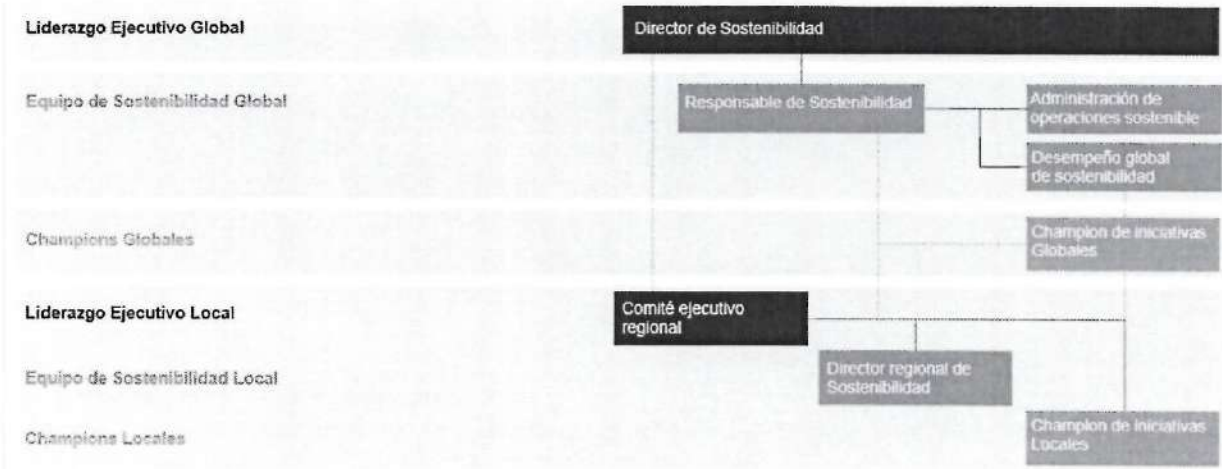 Liderazgo Ejecutivo Global
Director de Sostenibilidad
Equipo de Sostenibilidad Global
Responsable de Sostenibilidad
Administración de
operaciones sostenible
Desempeño global
de sostenibilidad
Champions Globales
Champion de iniciativas
Globales
Liderazgo Ejecutivo Local
Comité ejecutivo
regional
Equipo de Sostenibilidad Local
Director regional de
Sostenibilidad
Champions Locales
Champion de iniciativas
Locales